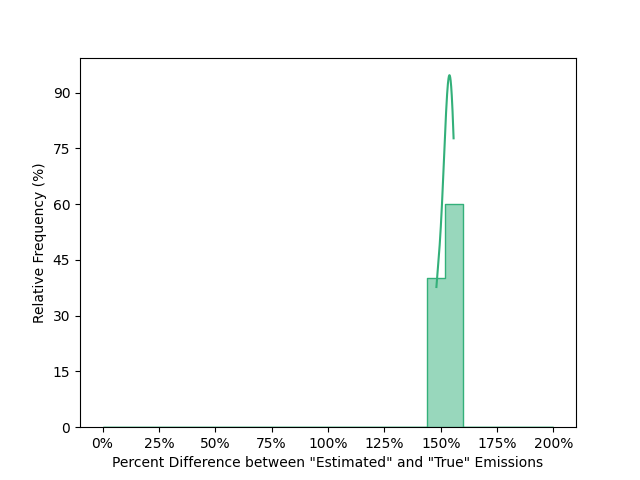 90
75
60
45
30
15
0
Relative Frequency (%)
0% 25% 50% 75% 100% 125% 150% 175% 200%
Percent Difference between "Estimated" and "True" Emissions